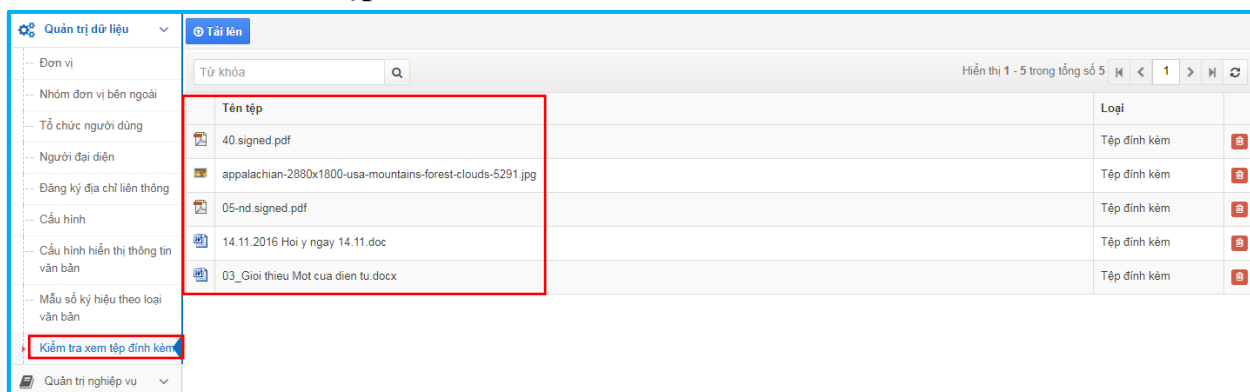 Quản trị dữ liệu
Đơn vị
Nhóm đơn vị bên ngoài
Tổ chức người dùng
Người đại diện
Đăng ký địa chỉ liên thông
Cấu hình
Cấu hình hiển thị thông tin
văn bản
Mẫu số ký hiệu theo loại
văn bản
Kiểm tra xem tệp đính kèm
Quản trị nghiệp vụ
Tải lên
Từ khóa
Hiển thị 1 - 5 trong tổng số 5
1
Tên tệp Loại
40.signed.pdf Tệp đính kèm
appalachian-2880x1800-usa-mountains-forest-clouds-5291.jpg Tệp đính kèm
05-nd.signed.pdf Tệp đính kèm
14.11.2016 Hoi y ngay 14.11.doc Tệp đính kèm
03_Gioi thieu Mot cua dien tu.docx Tệp đính kèm